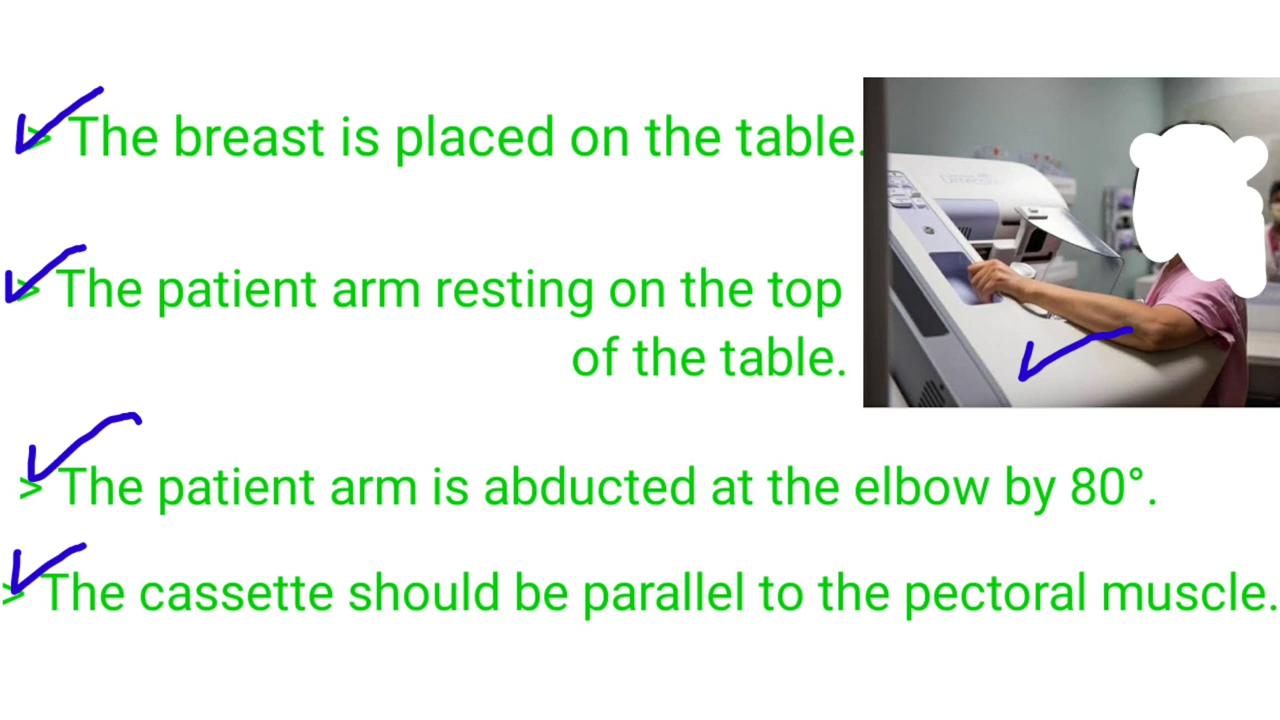 > The breast is placed on the table.
> The patient arm resting on the top
of the table.
> The patient arm is abducted at the elbow by 80°.
> The cassette should be parallel to the pectoral muscle.